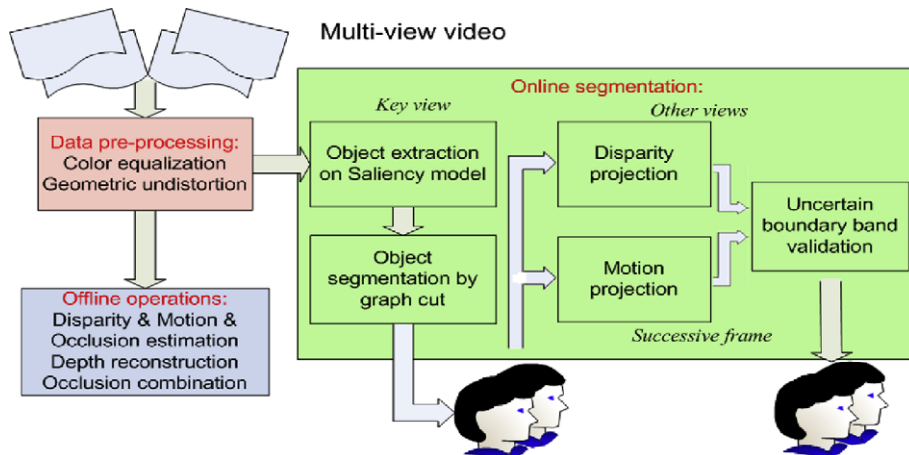 Multi-view video
Data pre-processing:
Color equalization
Geometric undistortion
Offline operations:
Disparity & Motion &
Occlusion estimation
Depth reconstruction
Occlusion combination
Online segmentation:
Key view
Object extraction
on Saliency model
Object
segmentation by
graph cut
Other views
Disparity
projection
Motion
projection
Successive frame
Uncertain
boundary band
validation